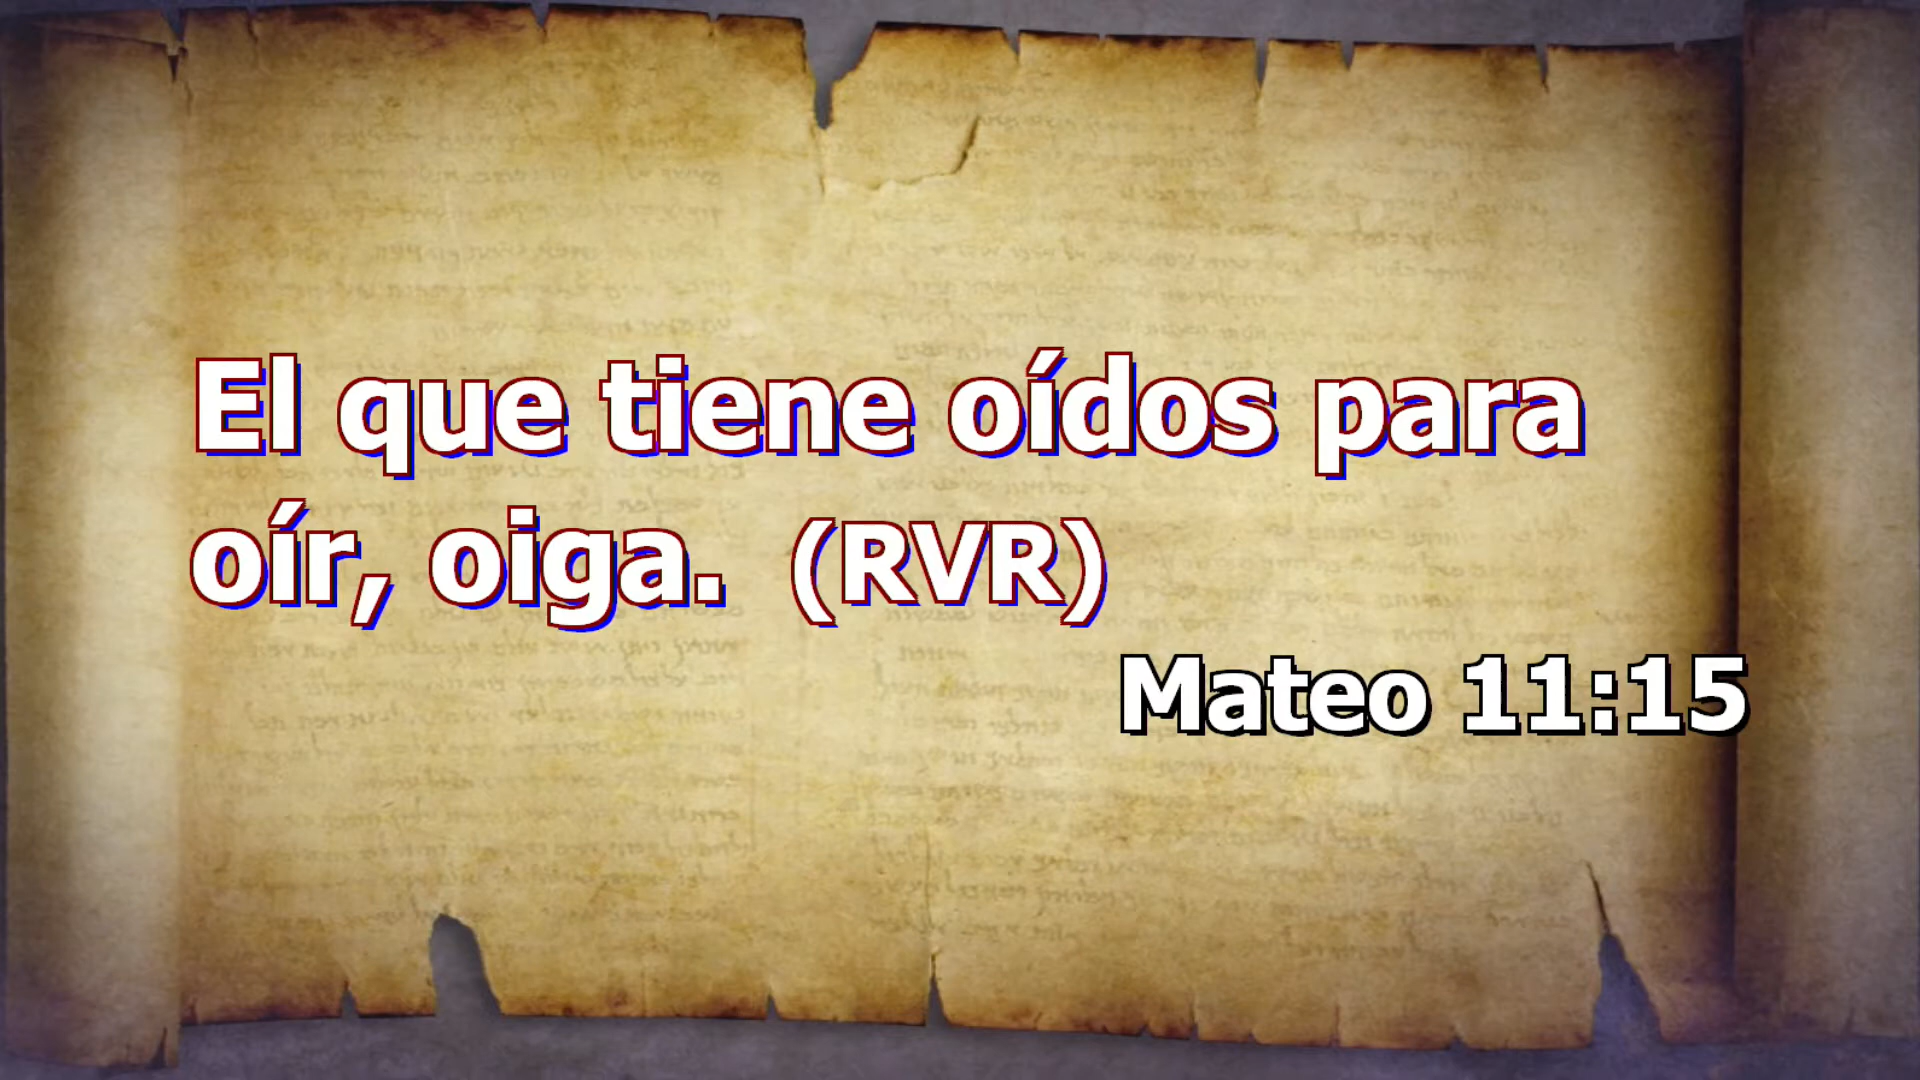 El que tiene oídos para
oír, oiga.  (RVR)
Mateo 11:15